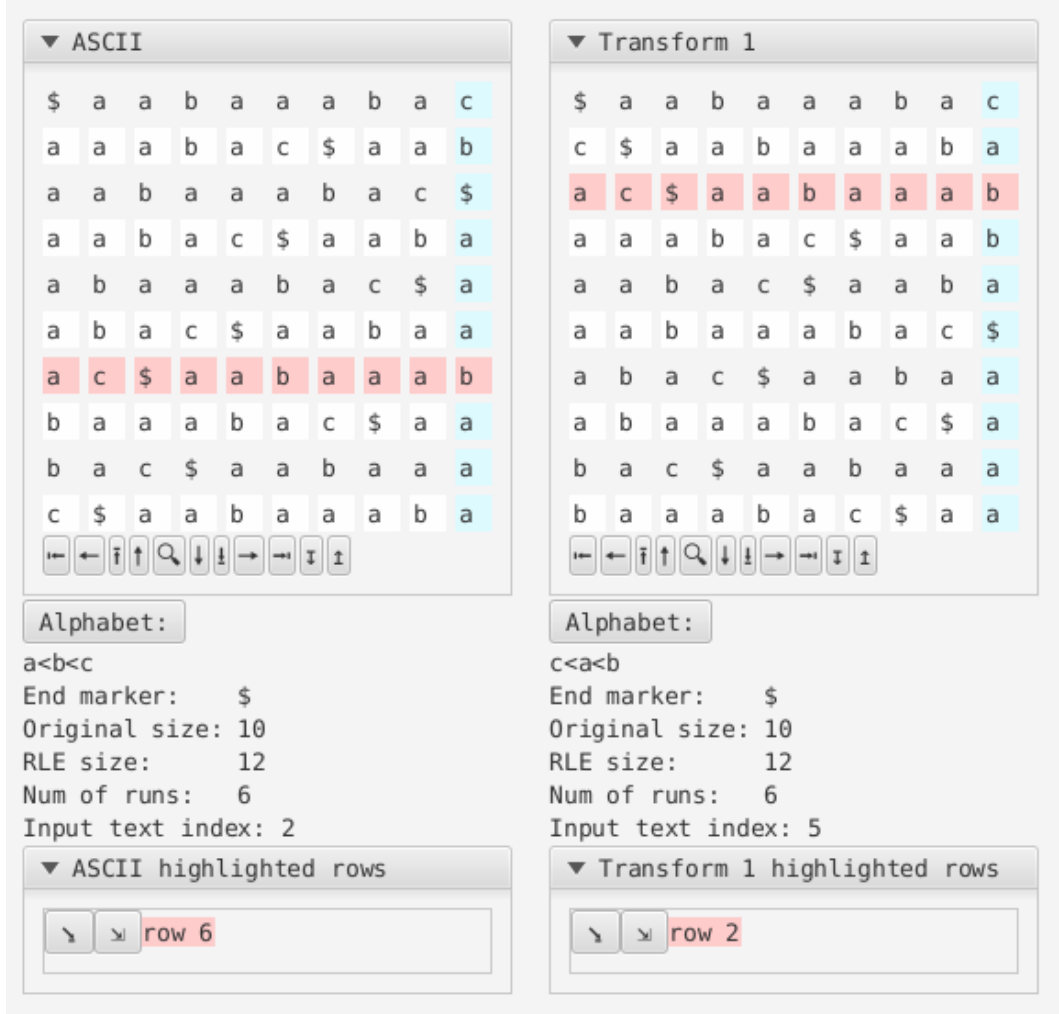 ▼ ASCII
$ a a b a a a b a c
a a a b a c $ a a b
a a b a a a b a c $
a a b a c $ a a b a
a b a a a b a c $ a
a b a c $ a a b a a
a c $ a a b a a a b
b a a a b a c $ a a
b a c $ a a b a a a
c $ a a b a a a b a
Alphabet:
a<b<c
End marker: $
Original size: 10
RLE size: 12
Num of runs: 6
Input text index: 2
▼ ASCII highlighted rows
row 6
▼ Transform 1
$ a a b a a a b a c
c $ a a b a a a b a
a c $ a a b a a a b
a a a b a c $ a a b
a a b a c $ a a b a
a a b a a a b a c $
a b a c $ a a b a a
a b a a a b a c $ a
b a c $ a a b a a a
b a a a b a c $ a a
Alphabet:
c<a<b
End marker: $
Original size: 10
RLE size: 12
Num of runs: 6
Input text index: 5
▼ Transform 1 highlighted rows
row 2